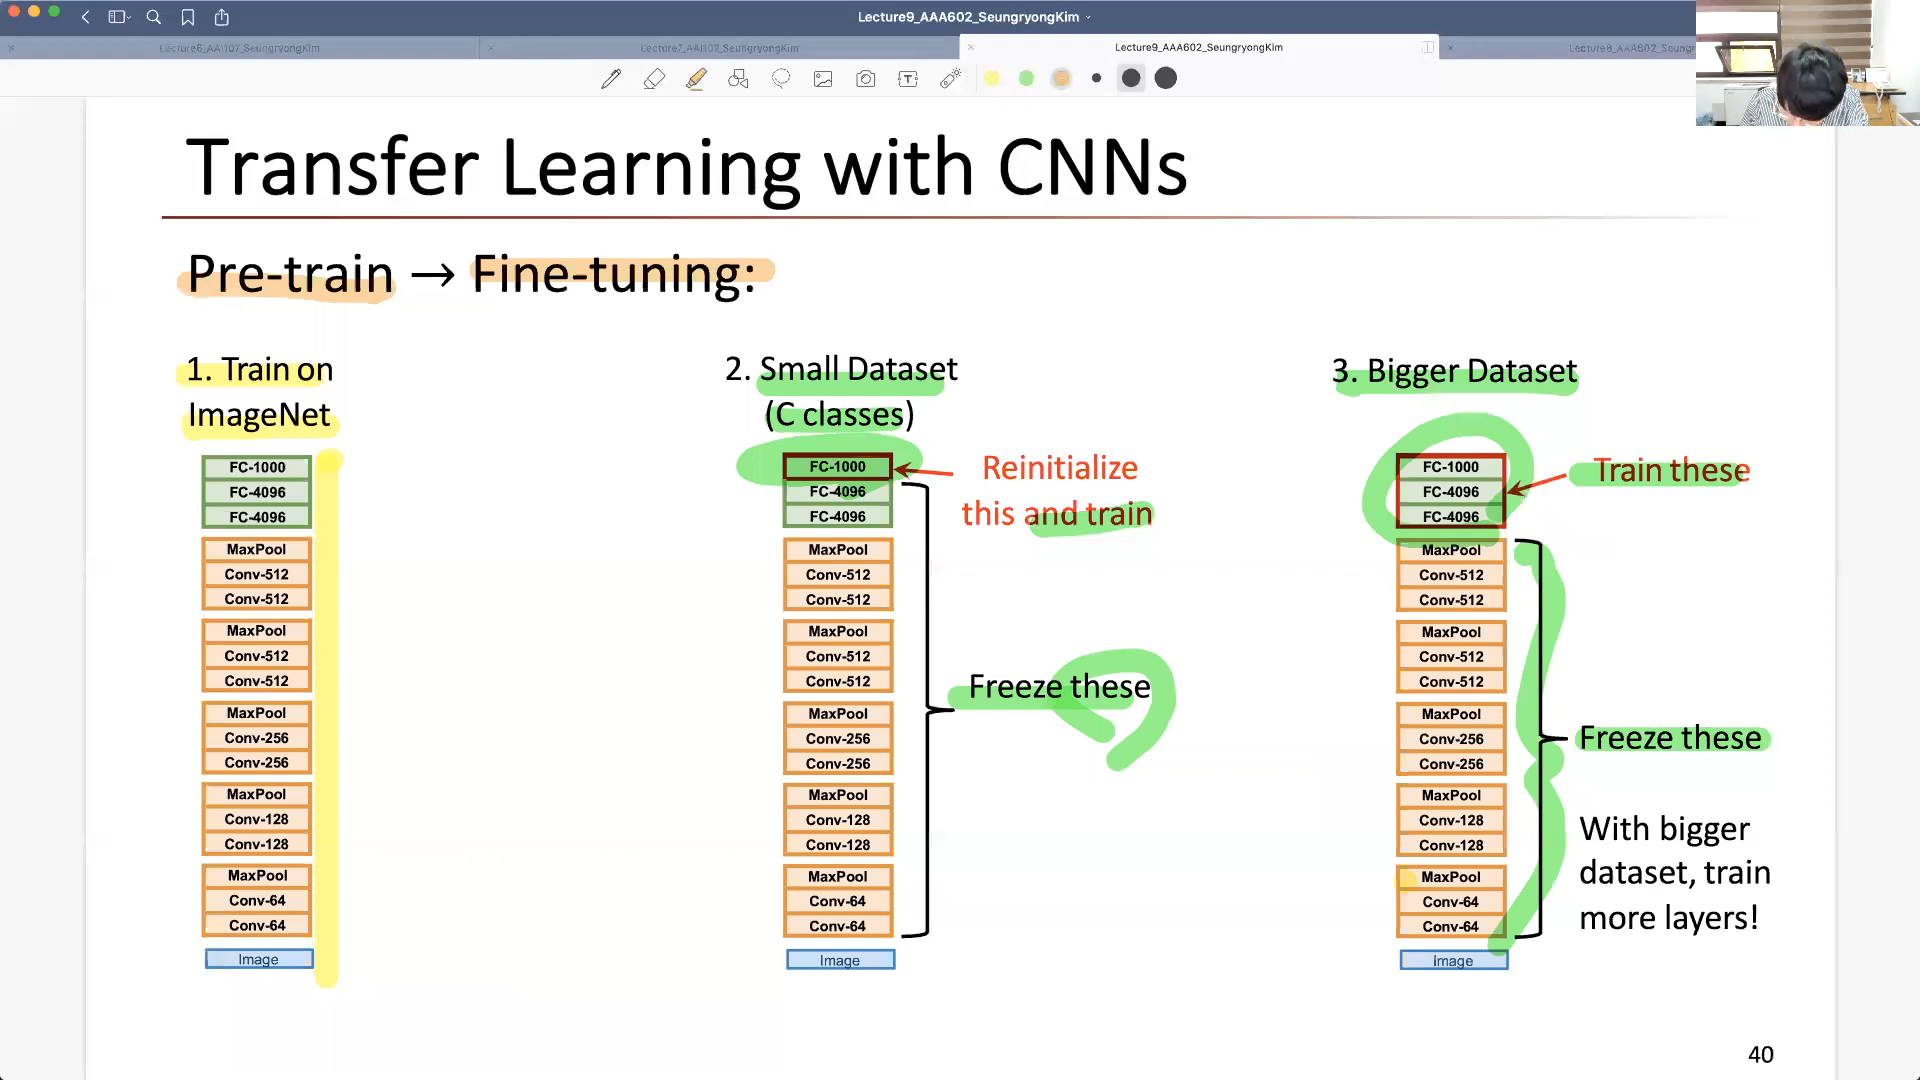 Lecture9_AAA602_SeungryongKim
Lecture9_AAA602_SeungryongKim
Transfer Learning with CNNs
Pre-train → Fine-tuning:
1. Train on
ImageNet
FC-1000
FC-4096
FC-4096
MaxPool
Conv-512
Conv-512
MaxPool
Conv-512
Conv-512
MaxPool
Conv-256
Conv-256
MaxPool
Conv-128
Conv-128
MaxPool
Conv-64
Conv-64
Image
2. Small Dataset
(C classes)
FC-1000
FC-4096
FC-4096
MaxPool
Conv-512
Conv-512
MaxPool
Conv-512
Conv-512
MaxPool
Conv-256
Conv-256
MaxPool
Conv-128
Conv-128
MaxPool
Conv-64
Conv-64
Image
Reinitialize
this and train
Freeze these
3. Bigger Dataset
FC-1000
FC-4096
FC-4096
MaxPool
Conv-512
Conv-512
MaxPool
Conv-512
Conv-512
MaxPool
Conv-256
Conv-256
MaxPool
Conv-128
Conv-128
MaxPool
Conv-64
Conv-64
Image
Train these
Freeze these
With bigger
dataset, train
more layers!
40